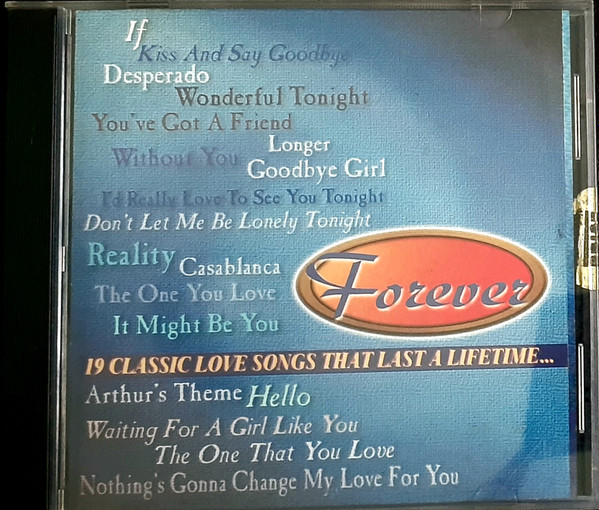 If
Kiss And Say Goodbye
Desperado
Wonderful Tonight
You've Got A Friend
Longer
Without You
Goodbye Girl
I'd Really Love To See You Tonight
Don't Let Me Be Lonely Tonight
Reality
Casablanca
The One You Love
Forever
It Might Be You
19 CLASSIC LOVE SONGS THAT LAST A LIFETIME...
Arthur's Theme
Hello
Waiting For A Girl Like You
The One That You Love
Nothing's Gonna Change My Love For You